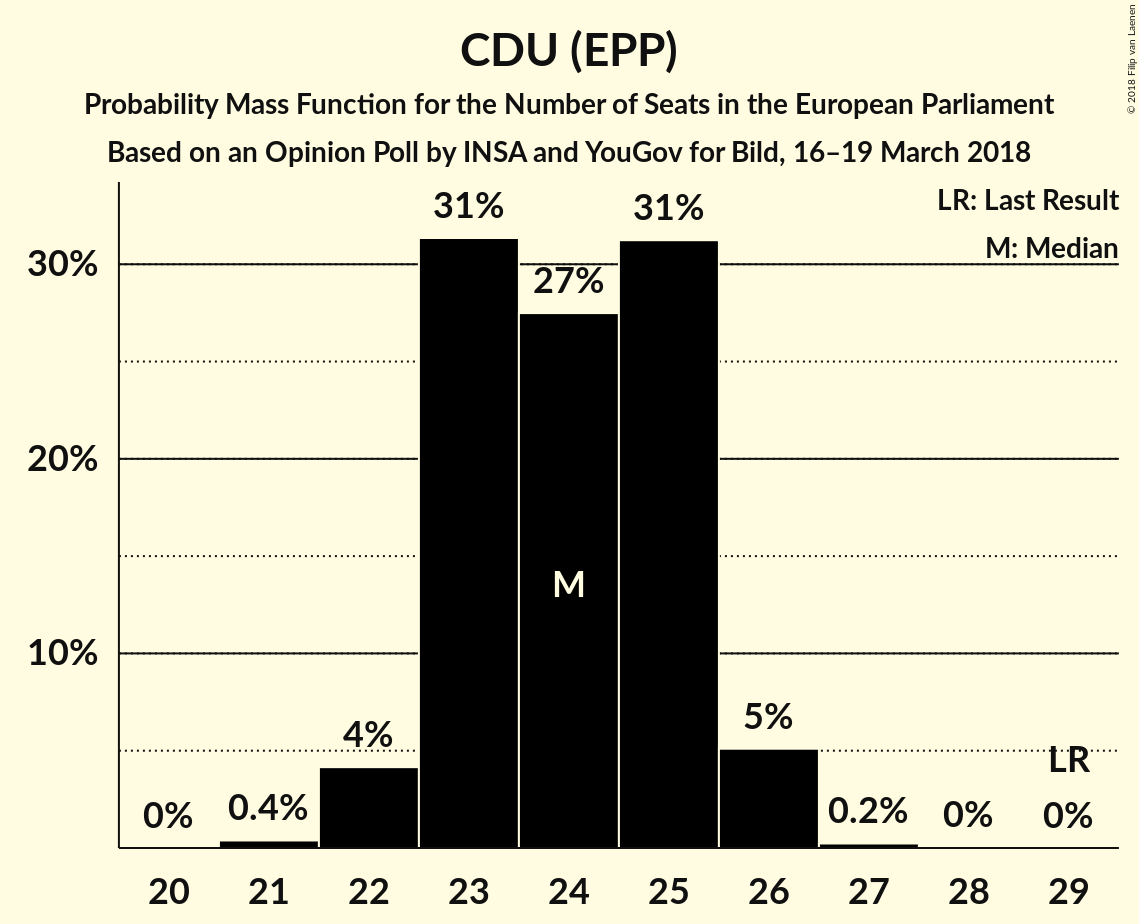 CDU (EPP)
Probability Mass Function for the Number of Seats in the European Parliament
Based on an Opinion Poll by INSA and YouGov for Bild, 16–19 March 2018
© 2018 Filip van Laenen
LR: Last Result
M: Median
30%
20%
10%
0%
0.4%
4%
31%
27%
31%
5%
0.2%
0%
0%
M
LR
20 21 22 23 24 25 26 27 28 29